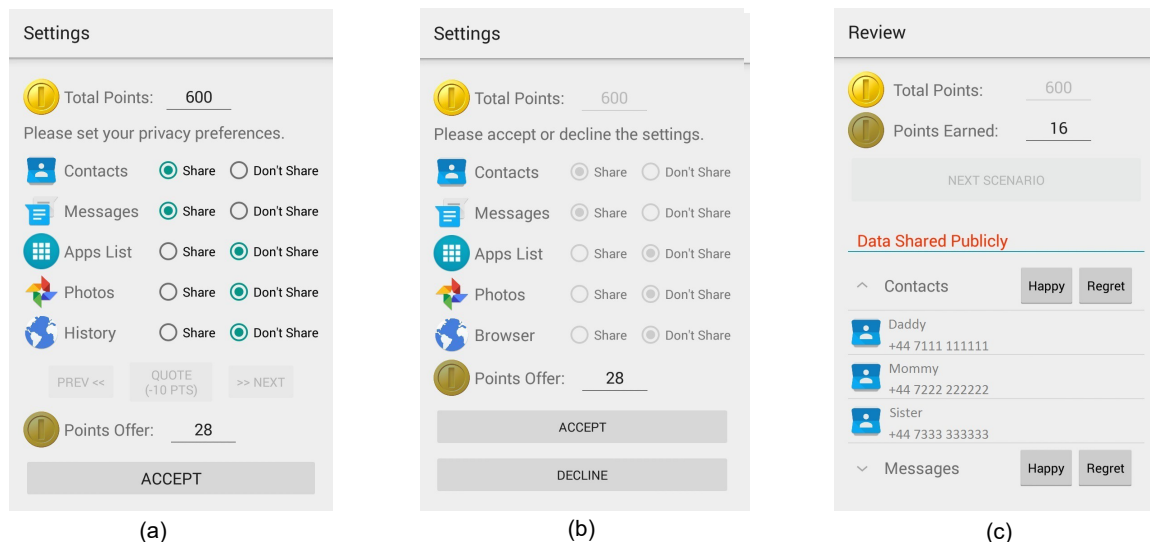 Settings
Total Points: 600
Please set your privacy preferences.
Contacts Share Don't Share
Messages Share Don't Share
Apps List Share Don't Share
Photos Share Don't Share
History Share Don't Share
PREV << QUOTE (-10 PTS) >> NEXT
Points Offer: 28
ACCEPT
(a)
Settings
Total Points: 600
Please accept or decline the settings.
Contacts Share Don't Share
Messages Share Don't Share
Apps List Share Don't Share
Photos Share Don't Share
Browser Share Don't Share
Points Offer: 28
ACCEPT
DECLINE
(b)
Review
Total Points: 600
Points Earned: 16
NEXT SCENARIO
Data Shared Publicly
Contacts Happy Regret
Daddy
+44 7111 111111
Mommy
+44 7222 222222
Sister
+44 7333 333333
Messages Happy Regret
(c)